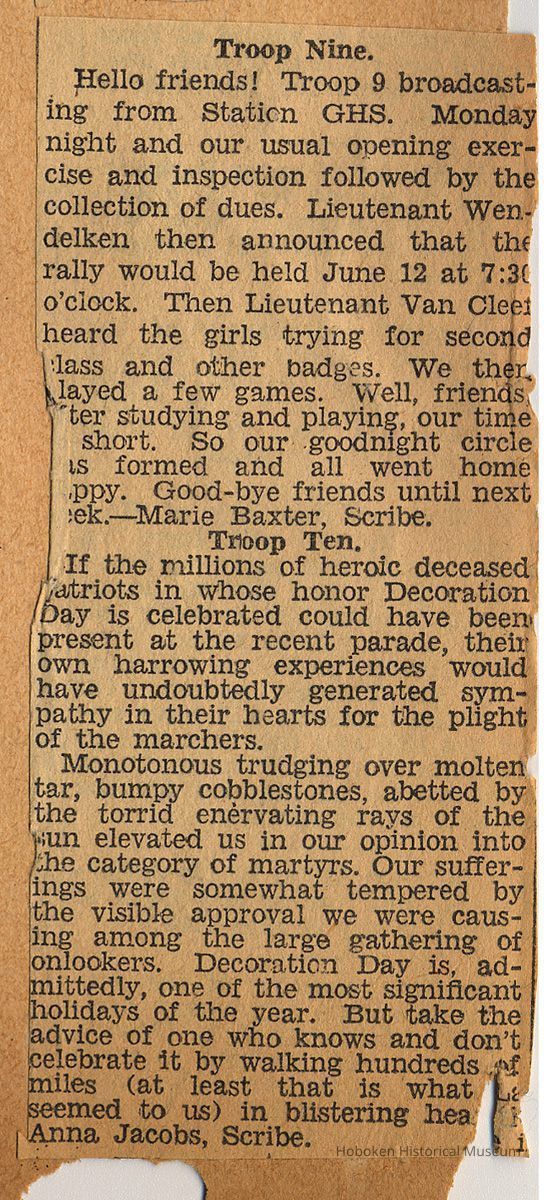 Troop Nine.
Hello friends! Troop 9 broadcast-
ing from Station GHS. Monday
night and our usual opening exer-
cise and inspection followed by the
collection of dues. Lieutenant Wen-
delken then announced that the
rally would be held June 12 at 7:30
o'clock. Then Lieutenant Van Cleef
heard the girls trying for second
lass and other badges. We then
layed a few games. Well, friends,
ter studying and playing, our time
short. So our goodnight circle
as formed and all went home
ppy. Good-bye friends until next
ek.—Marie Baxter, Scribe.
Troop Ten.
If the millions of heroic deceased
patriots in whose honor Decoration
Day is celebrated could have been
present at the recent parade, their
own harrowing experiences would
have undoubtedly generated sym-
pathy in their hearts for the plight
of the marchers.
Monotonous trudging over molten
tar, bumpy cobblestones, abetted by
the torrid enervating rays of the
sun elevated us in our opinion into
the category of martyrs. Our suffer-
ings were somewhat tempered by
the visible approval we were caus-
ing among the large gathering of
onlookers. Decoration Day is, ad-
mittedly, one of the most significant
holidays of the year. But take the
advice of one who knows and don't
celebrate it by walking hundreds of
miles (at least that is what
seemed to us) in blistering hea
Anna Jacobs, Scribe.
Hoboken Historical Museum